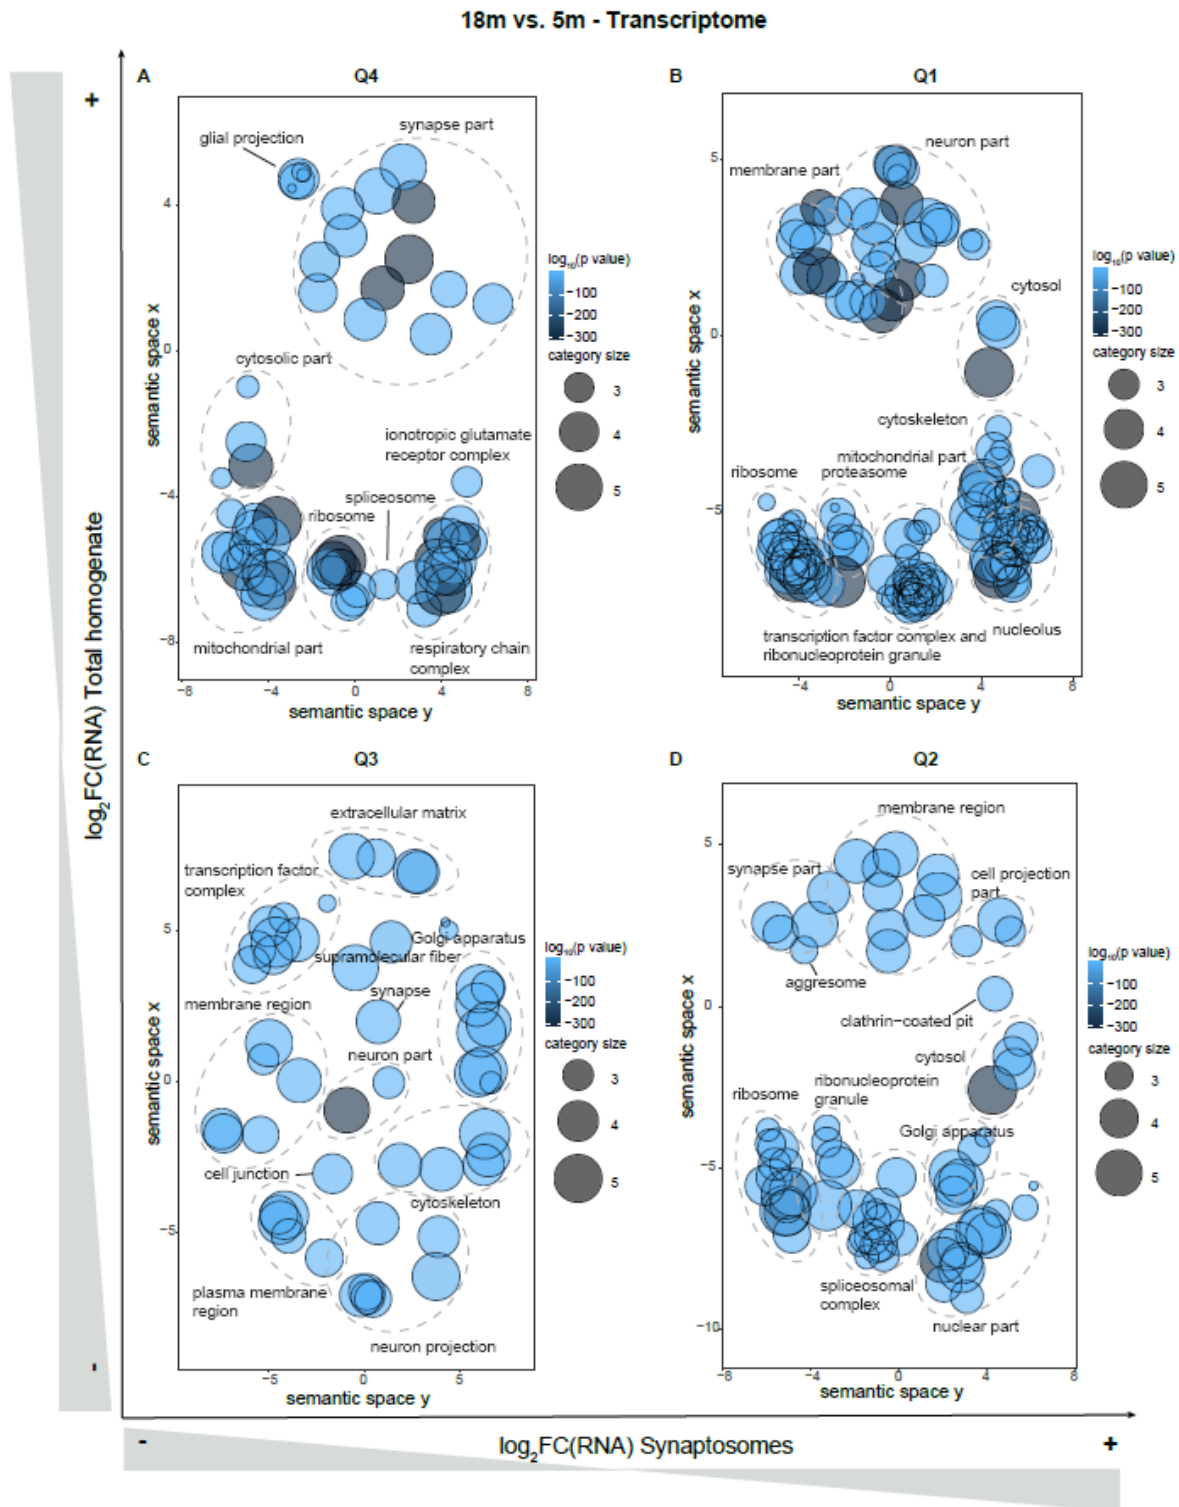 18m vs. 5m - Transcriptome
+
log2FC(RNA) Total homogenate
-
A
Q4
synapse part
glial projection
cytosolic part
ionotropic glutamate
receptor complex
spliceosome
ribosome
mitochondrial part
respiratory chain
complex
4
0
−4
−8
semantic space x
−8
−4
0
4
8
semantic space y
log10(p value)
−100
−200
−300
category size
3
4
5
B
Q1
neuron part
membrane part
cytosol
cytoskeleton
mitochondrial part
ribosome
proteasome
nucleolus
transcription factor complex and
ribonucleoprotein granule
5
0
−5
semantic space x
−4
0
4
8
semantic space y
log10(p value)
−100
−200
−300
category size
3
4
5
C
Q3
extracellular matrix
transcription factor
complex
Golgi apparatus
supramolecular fiber
membrane region
synapse
neuron part
cell junction
cytoskeleton
plasma membrane
region
neuron projection
5
0
−5
semantic space x
−5
0
5
semantic space y
log10(p value)
−100
−200
−300
category size
3
4
5
D
Q2
membrane region
synapse part
cell projection
part
aggresome
clathrin−coated pit
cytosol
ribonucleoprotein
granule
ribosome
Golgi apparatus
spliceosomal
complex
nuclear part
5
0
−5
−10
semantic space x
−8
−4
0
4
8
semantic space y
log10(p value)
−100
−200
−300
category size
3
4
5
-
log2FC(RNA) Synaptosomes
+